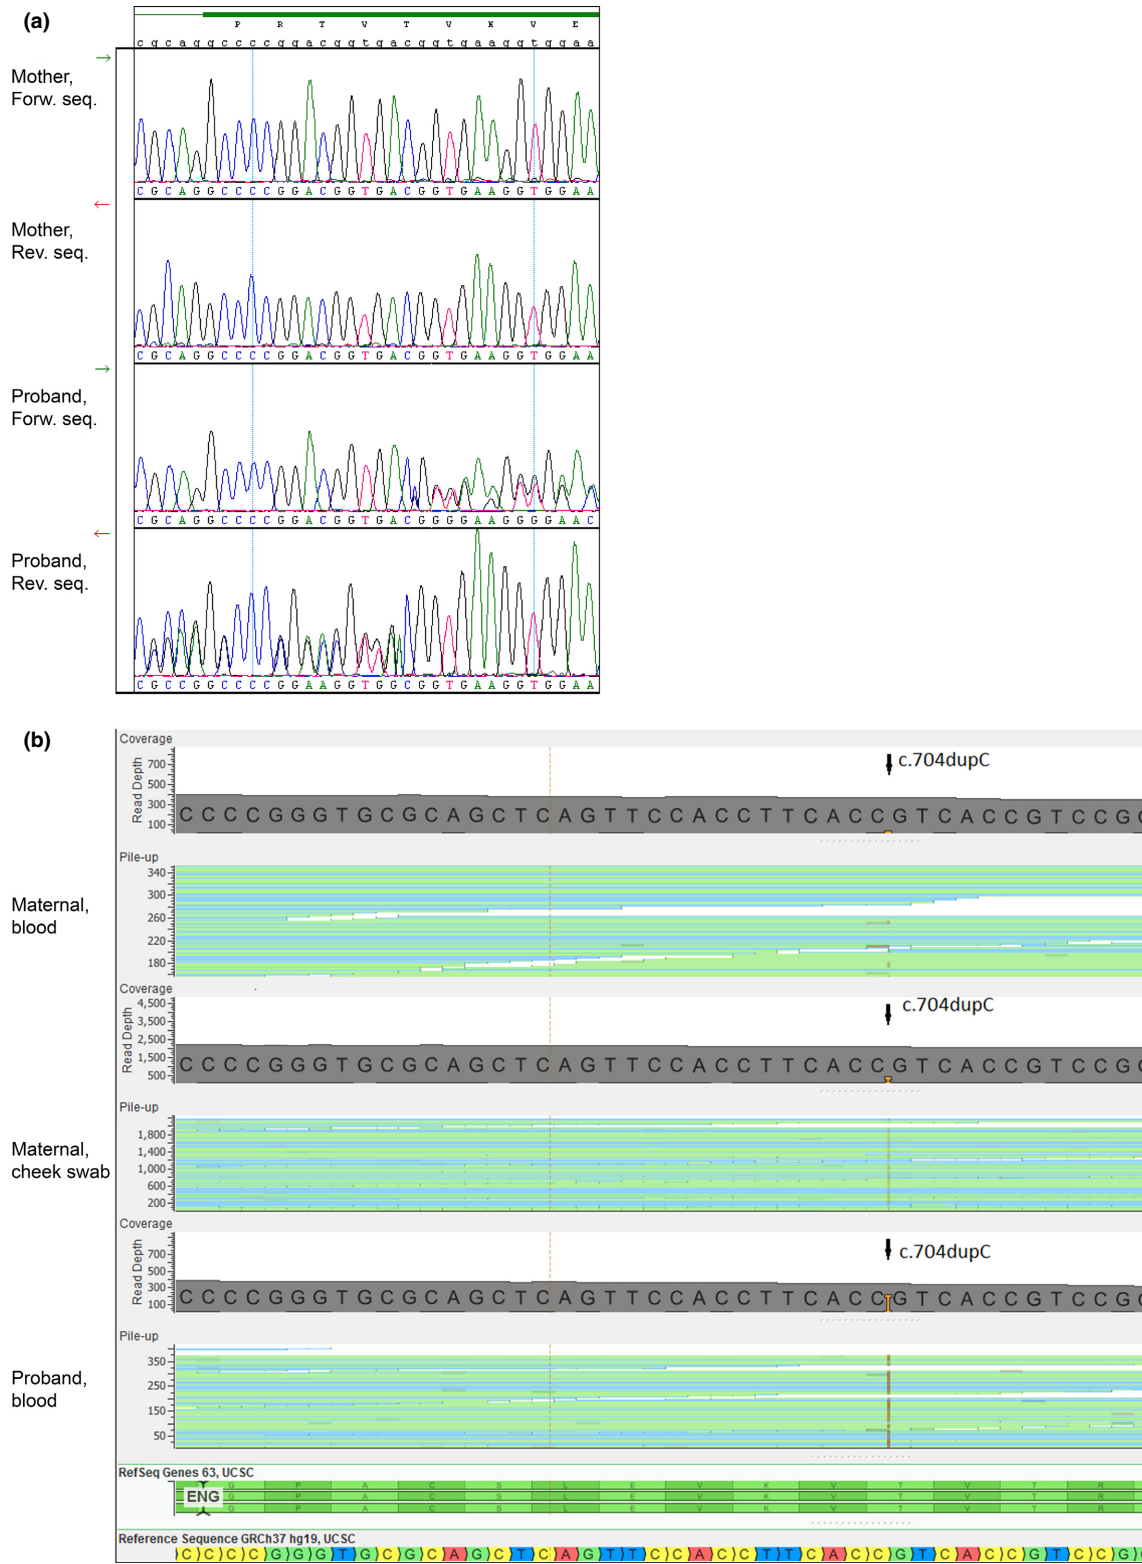 (a)
P R T V T V K V E
cgcaggccccggacggtgacggtgaaggtggaa
Mother,
Forw. seq.
CGCAGGCCCCGGACGGTGACGGTGAAGGTGGAA
Mother,
Rev. seq.
CGCAGGCCCCGGACGGTGACGGTGAAGGTGGAA
Proband,
Forw. seq.
CGCAGGCCCCGGACGGTGACGGGGAAGGGGAAC
Proband,
Rev. seq.
CGCCGGCCCCGGAAGGTGGCGGTGAAGGTGGAA
(b)
Coverage
Read Depth
700
500
300
100
c.704dupC
CCCCGGGTGCGCAGCTCAGTTCCACCTTCACCGTCACCGTCCGC
Pile-up
Maternal,
blood
340
300
260
220
180
Coverage
Read Depth
4,500
3,500
2,500
1,500
500
c.704dupC
CCCCGGGTGCGCAGCTCAGTTCCACCTTCACCGTCACCGTCCGC
Pile-up
Maternal,
cheek swab
1,800
1,400
1,000
600
200
Coverage
Read Depth
700
500
300
100
c.704dupC
CCCCGGGTGCGCAGCTCAGTTCCACCTTCACCGTCACCGTCCGC
Pile-up
Proband,
blood
350
250
150
50
RefSeq Genes 63, UCSC
G P A C S L E V K V T V T R
ENG G P A C S L E V K V T V T R
G P A C S L E V K V T V T R
Reference Sequence GRCh37 hg19, UCSC
CCCCGGGTGCGCAGCTCAGTTCCACCTTCACCGTCACCGTCCG